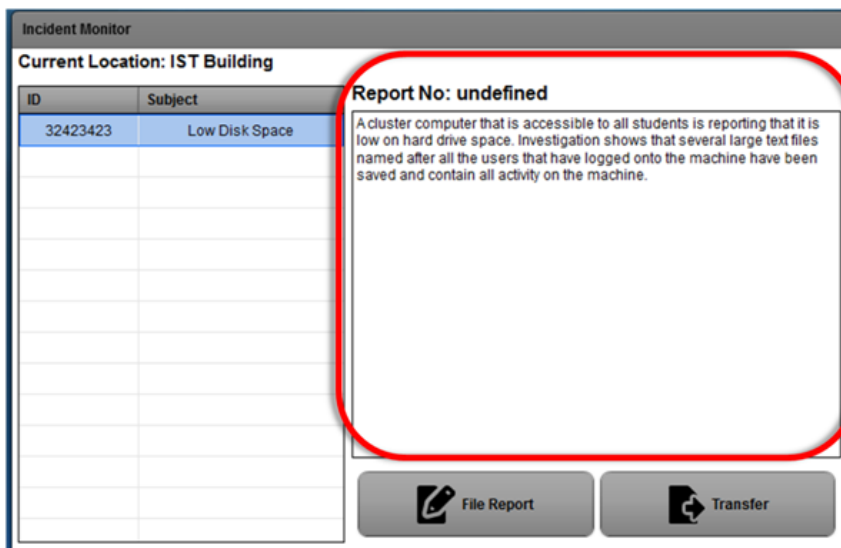 Incident Monitor
Current Location: IST Building
ID Subject
32423423 Low Disk Space
Report No: undefined
A cluster computer that is accessible to all students is reporting that it is
low on hard drive space. Investigation shows that several large text files
named after all the users that have logged onto the machine have been
saved and contain all activity on the machine.
File Report Transfer